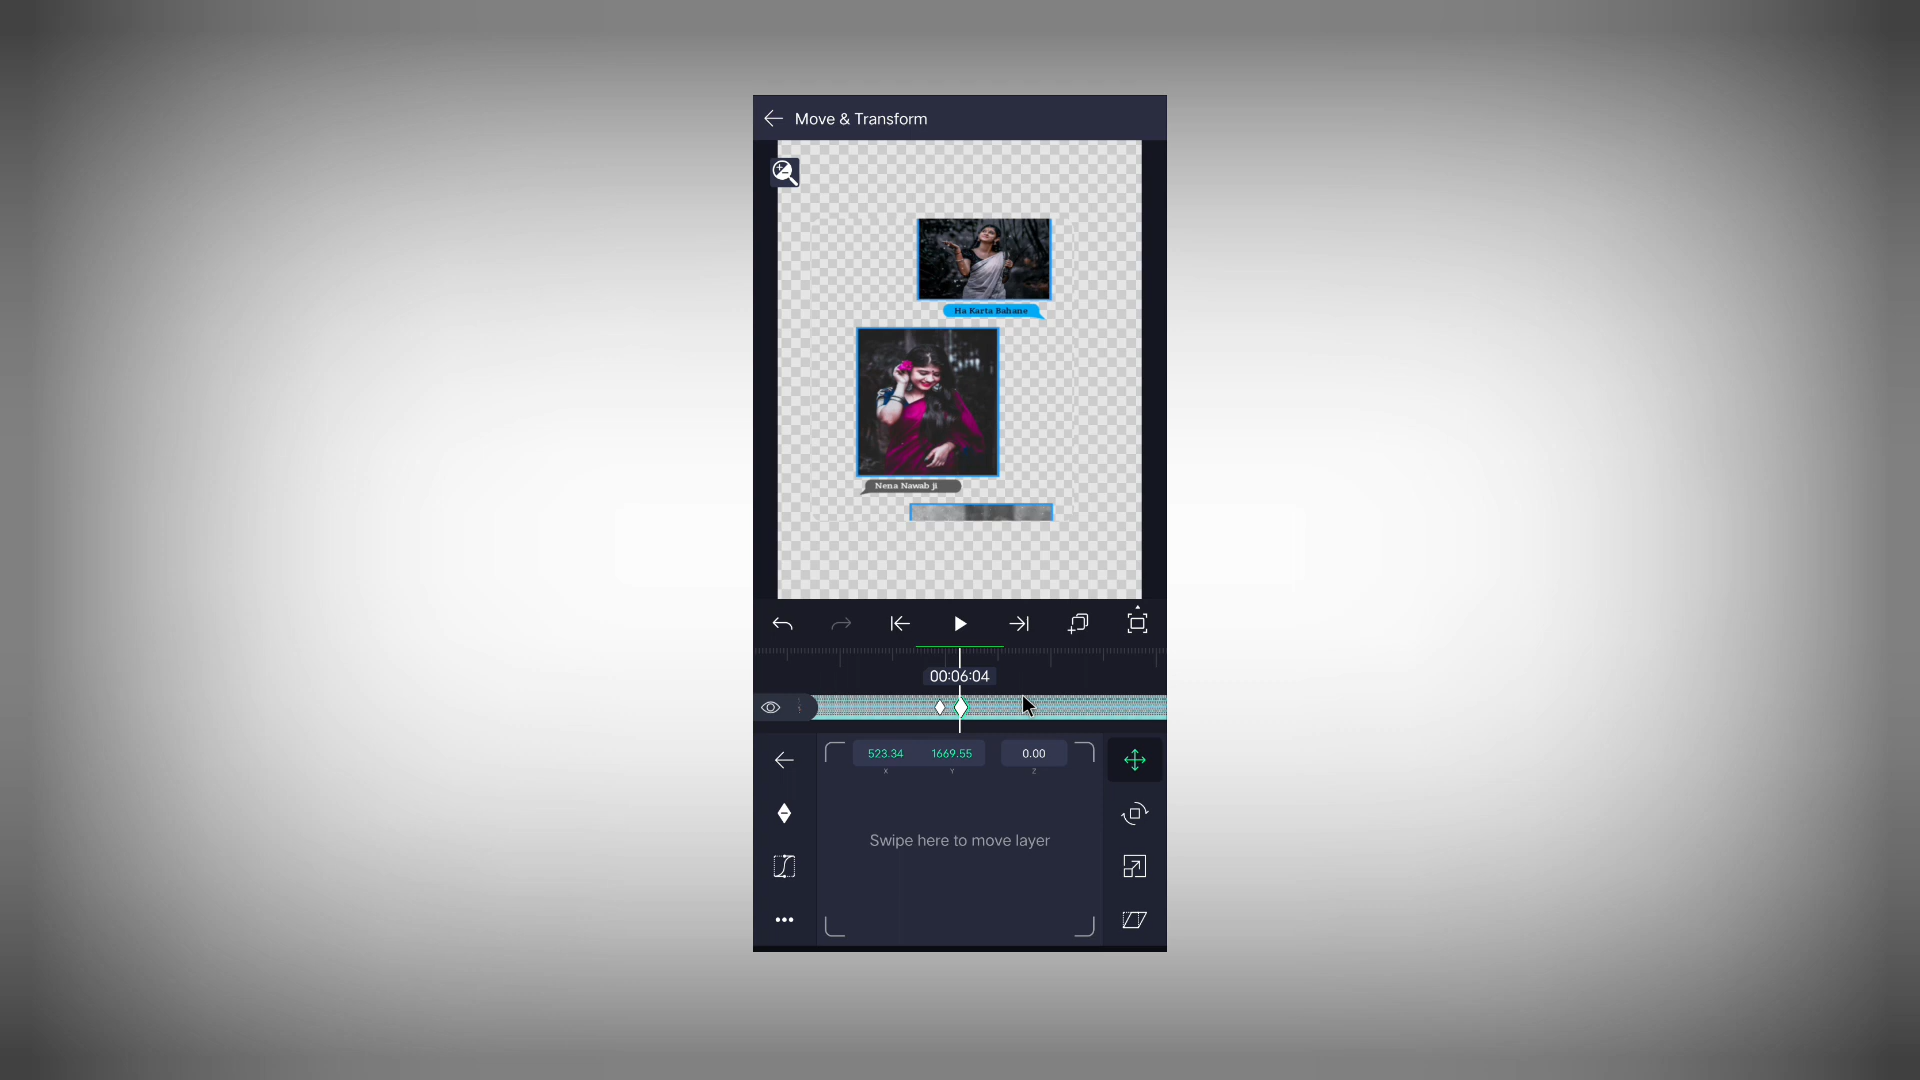 Move & Transform
Ha Karta Bahane
Nena Nawab ji
00:06:04
523.34 1669.55 0.00
X Y Z
Swipe here to move layer